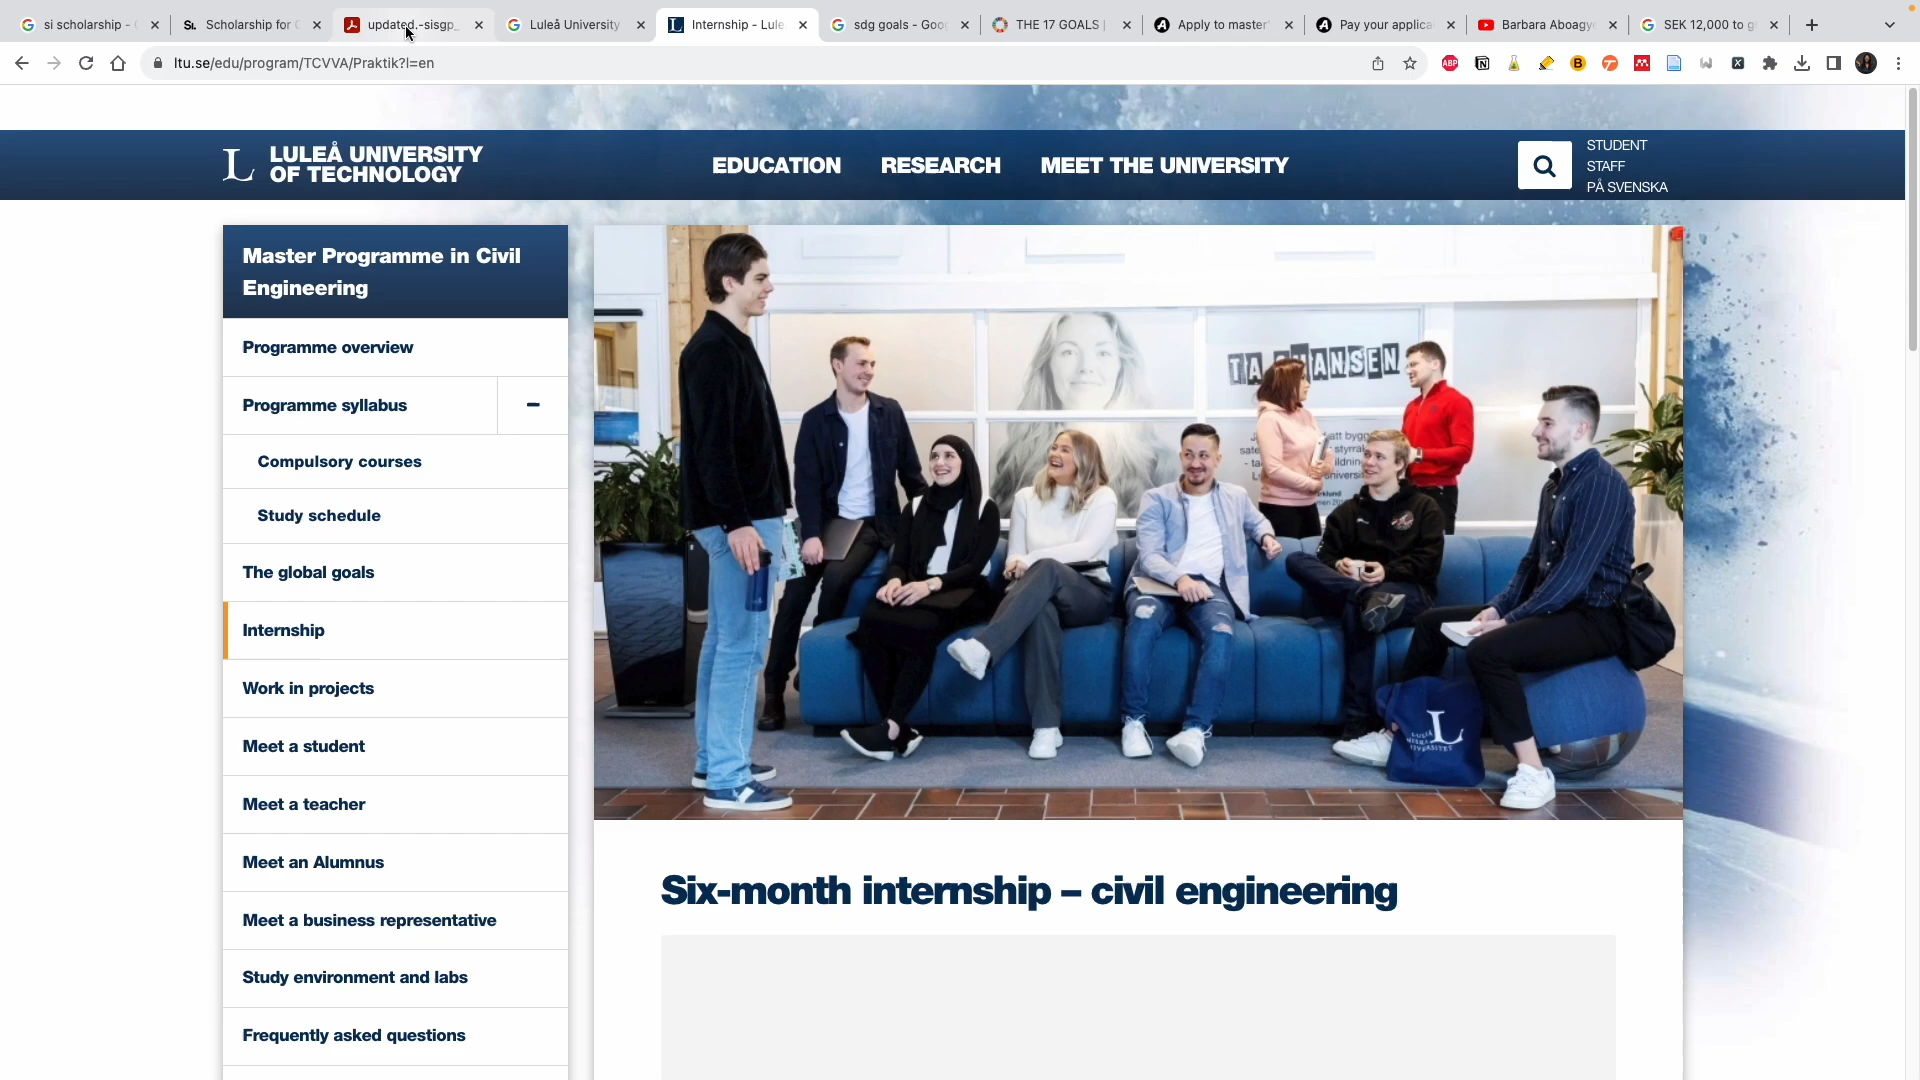 si scholarship - G
Scholarship for G
updated.-sisgp_
Luleå University
Internship - Lule
sdg goals - Goo
THE 17 GOALS |
Apply to master
Pay your applica
Barbara Aboagy
SEK 12,000 to g
ltu.se/edu/program/TCVVA/Praktik?l=en
ABP
LULEÅ UNIVERSITY
OF TECHNOLOGY
EDUCATION
RESEARCH
MEET THE UNIVERSITY
STUDENT
STAFF
PÅ SVENSKA
Master Programme in Civil
Engineering
Programme overview
Programme syllabus
Compulsory courses
Study schedule
The global goals
Internship
Work in projects
Meet a student
Meet a teacher
Meet an Alumnus
Meet a business representative
Study environment and labs
Frequently asked questions
Six-month internship – civil engineering